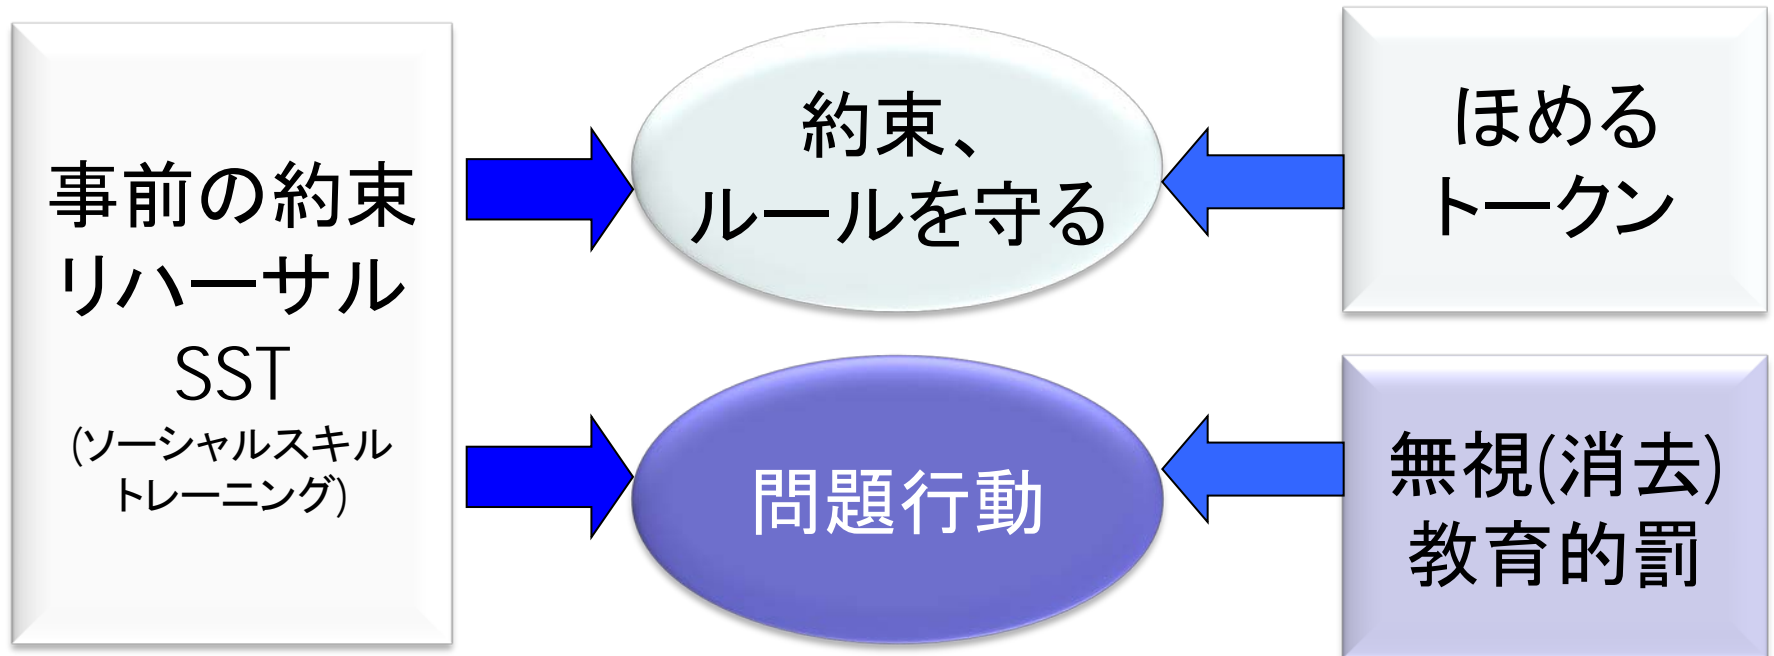 事前の約束
リハーサル
SST
(ソーシャルスキル
トレーニング)
約束、
ルールを守る
ほめる
トークン
問題行動
無視(消去)
教育的罰